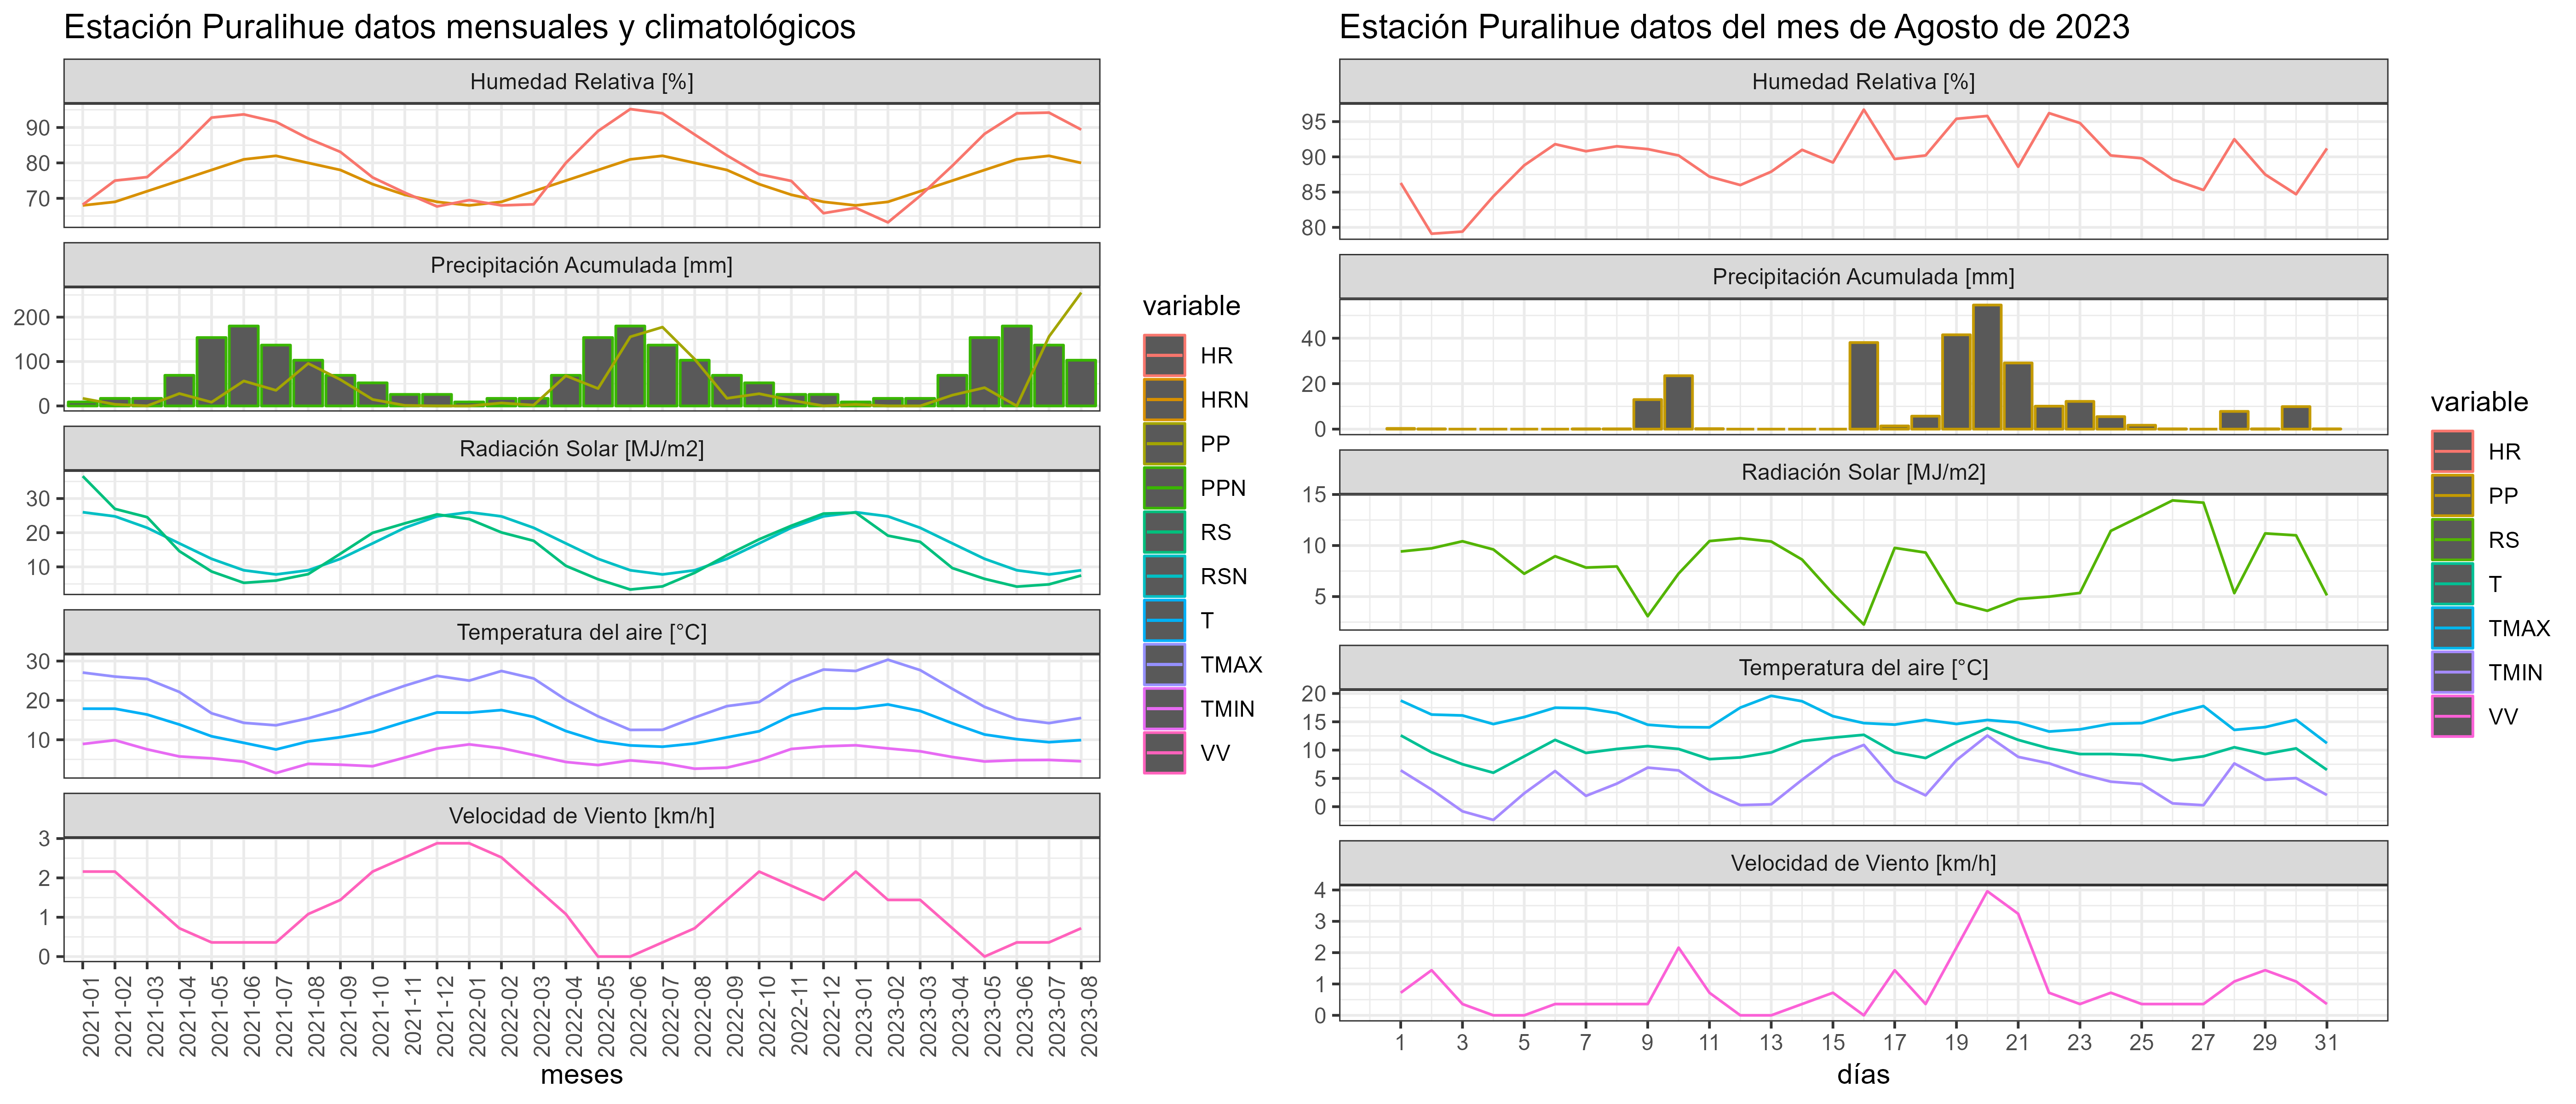 Estación Puralihue datos mensuales y climatológicos
Humedad Relativa [%]
90
80
70
Precipitación Acumulada [mm]
200
100
0
Radiación Solar [MJ/m2]
30
20
10
Temperatura del aire [°C]
30
20
10
Velocidad de Viento [km/h]
3
2
1
0
2021-01
2021-02
2021-03
2021-04
2021-05
2021-06
2021-07
2021-08
2021-09
2021-10
2021-11
2021-12
2022-01
2022-02
2022-03
2022-04
2022-05
2022-06
2022-07
2022-08
2022-09
2022-10
2022-11
2022-12
2023-01
2023-02
2023-03
2023-04
2023-05
2023-06
2023-07
2023-08
meses
variable
HR
HRN
PP
PPN
RS
RSN
T
TMAX
TMIN
VV
Estación Puralihue datos del mes de Agosto de 2023
Humedad Relativa [%]
95
90
85
80
Precipitación Acumulada [mm]
40
20
0
Radiación Solar [MJ/m2]
15
10
5
Temperatura del aire [°C]
20
15
10
5
0
Velocidad de Viento [km/h]
4
3
2
1
0
1 3 5 7 9 11 13 15 17 19 21 23 25 27 29 31
días
variable
HR
PP
RS
T
TMAX
TMIN
VV